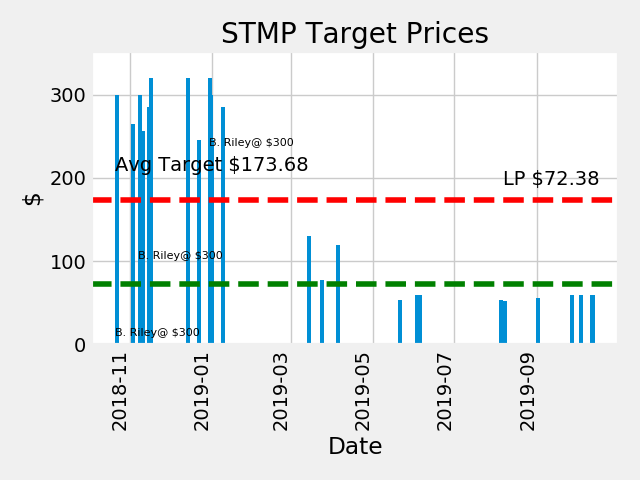 STMP Target Prices
$
300
200
100
0
B. Riley@ $300
Avg Target $173.68
LP $72.38
B. Riley@ $300
B. Riley@ $300
2018-11
2019-01
2019-03
2019-05
2019-07
2019-09
Date